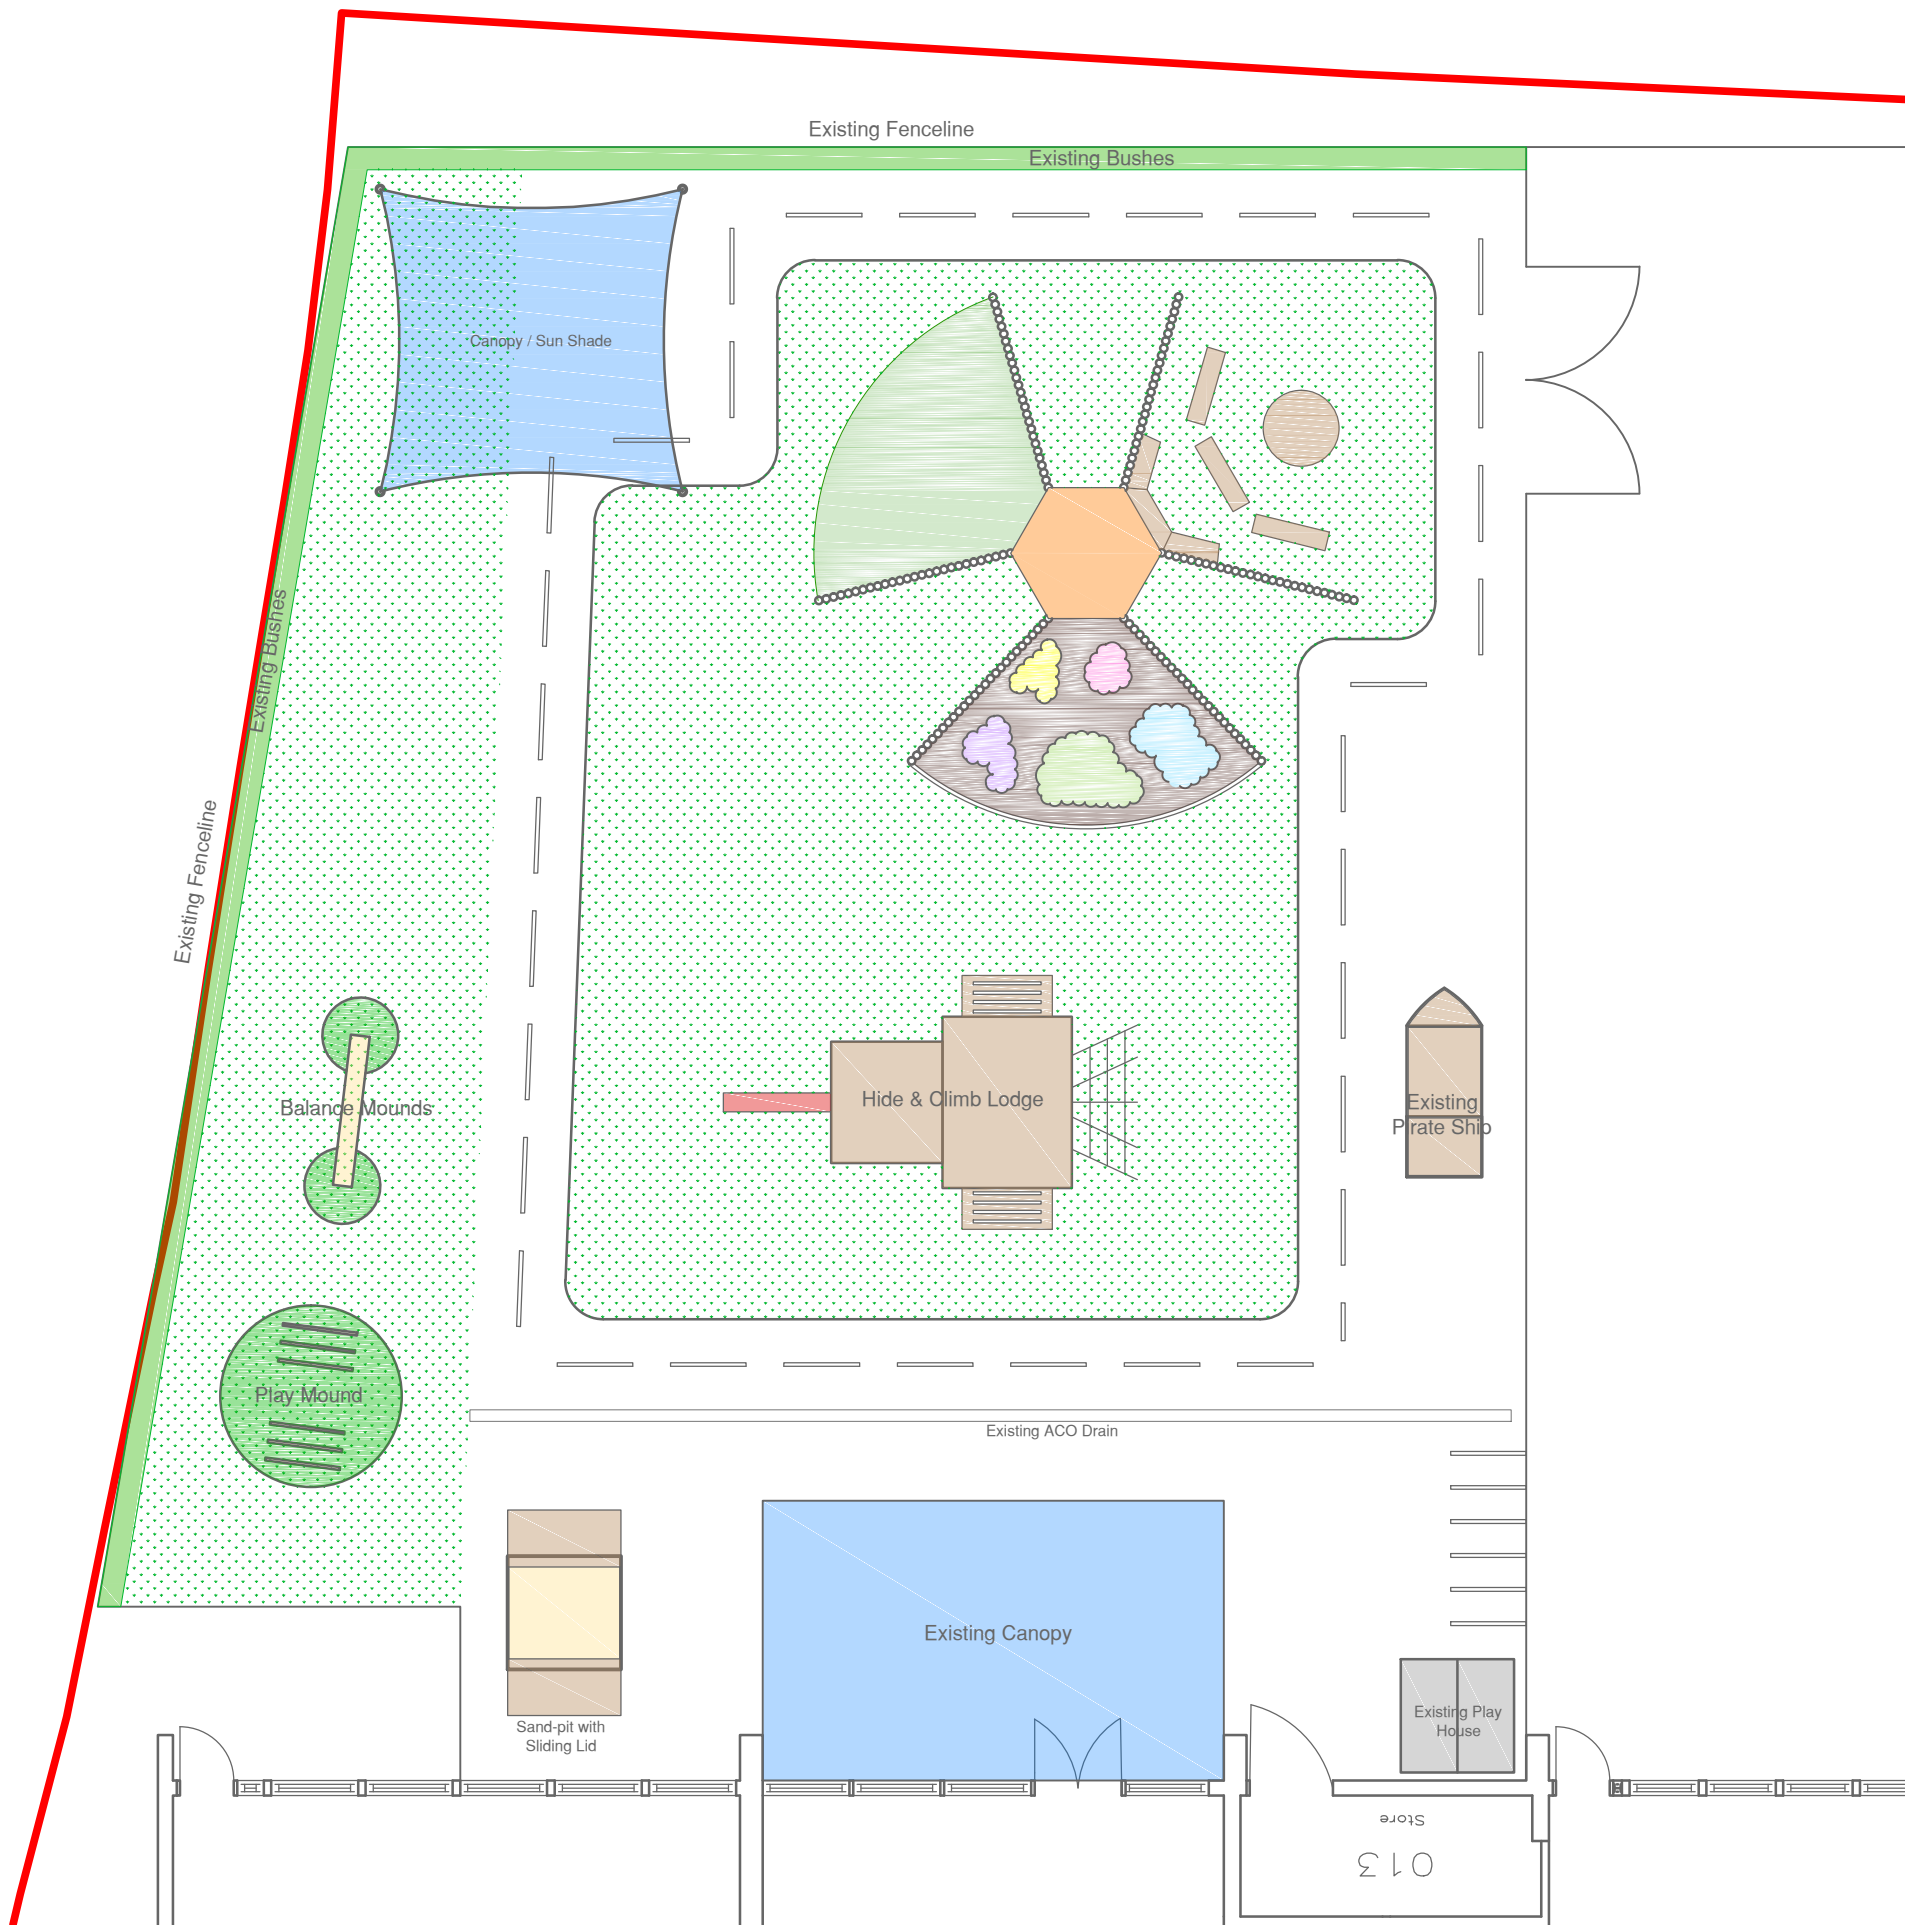 Existing Fenceline
Existing Bushes
Canopy / Sun Shade
Existing Bushes
Existing Fenceline
Balance Mounds
Hide & Climb Lodge
Existing
Pirate Ship
Play Mound
Existing ACO Drain
Existing Canopy
Sand-pit with
Sliding Lid
Existing Play
House
Store
013